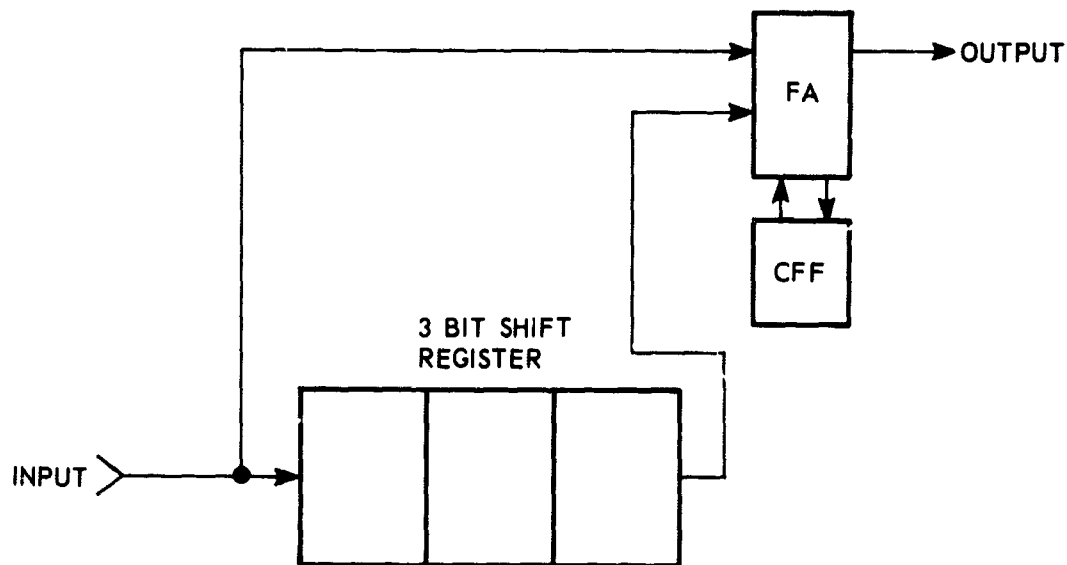 OUTPUT
FA
CFF
3 BIT SHIFT
REGISTER
INPUT